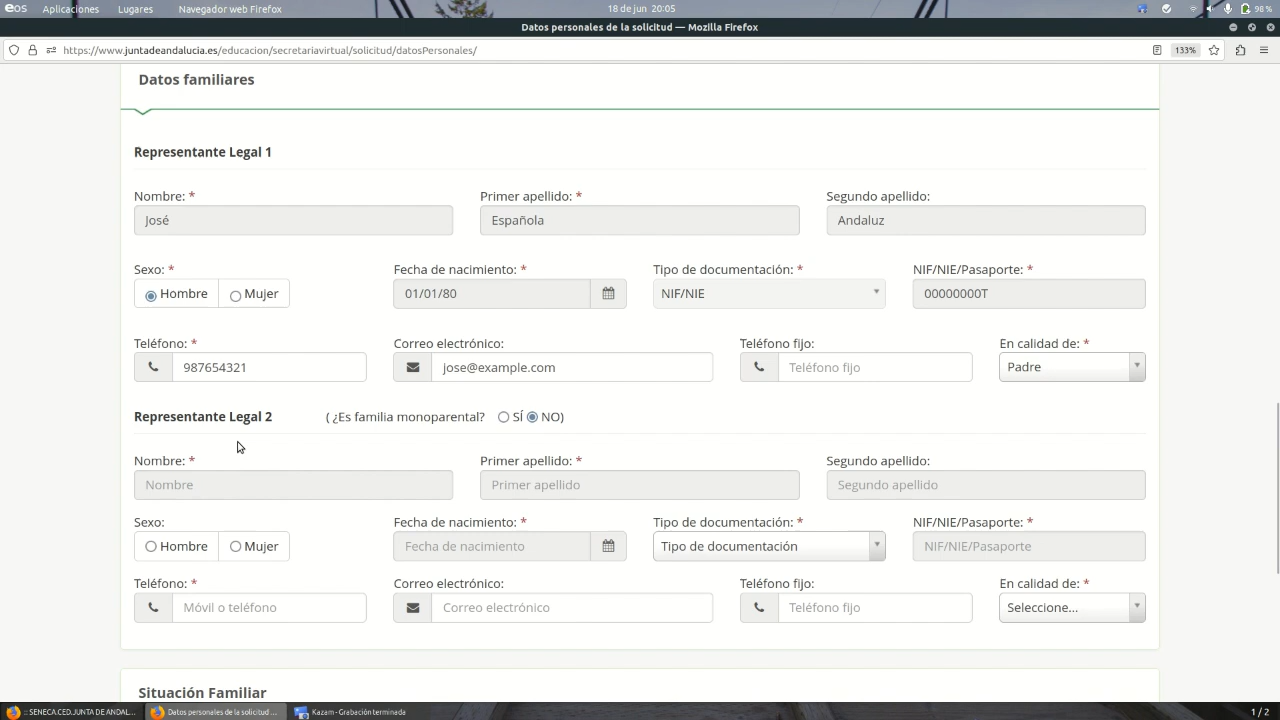 eos Aplicaciones Lugares Navegador web Firefox 18 de jun 20:05 98 %
Datos personales de la solicitud — Mozilla Firefox
https://www.juntadeandalucia.es/educacion/secretariavirtual/solicitud/datosPersonales/ 133%
Datos familiares
Representante Legal 1
Nombre: * Primer apellido: * Segundo apellido:
José Española Andaluz
Sexo: * Fecha de nacimiento: * Tipo de documentación: * NIF/NIE/Pasaporte: *
Hombre Mujer 01/01/80 NIF/NIE 00000000T
Teléfono: * Correo electrónico: Teléfono fijo: En calidad de: *
987654321 jose@example.com Teléfono fijo Padre
Representante Legal 2 ( ¿Es familia monoparental? SÍ NO)
Nombre: * Primer apellido: * Segundo apellido:
Nombre Primer apellido Segundo apellido
Sexo: Fecha de nacimiento: * Tipo de documentación: * NIF/NIE/Pasaporte: *
Hombre Mujer Fecha de nacimiento Tipo de documentación NIF/NIE/Pasaporte
Teléfono: * Correo electrónico: Teléfono fijo: En calidad de: *
Móvil o teléfono Correo electrónico Teléfono fijo Seleccione...
Situación Familiar
:: SENECA.CED.JUNTA DE ANDAL... Datos personales de la solicitud ... Kazam - Grabación terminada 1 / 2